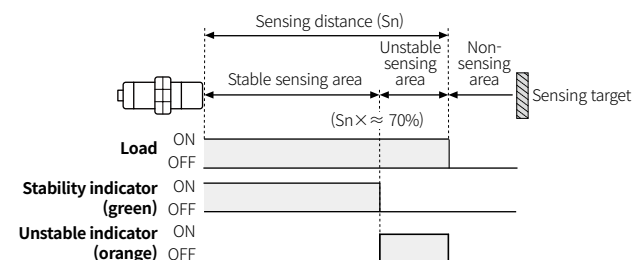 Sensing distance (Sn)
Unstable
sensing
area
Non-
sensing
area
Stable sensing area
Sensing target
(Sn×≈ 70%)
Load ON
OFF
Stability indicator ON
(green) OFF
Unstable indicator ON
(orange) OFF